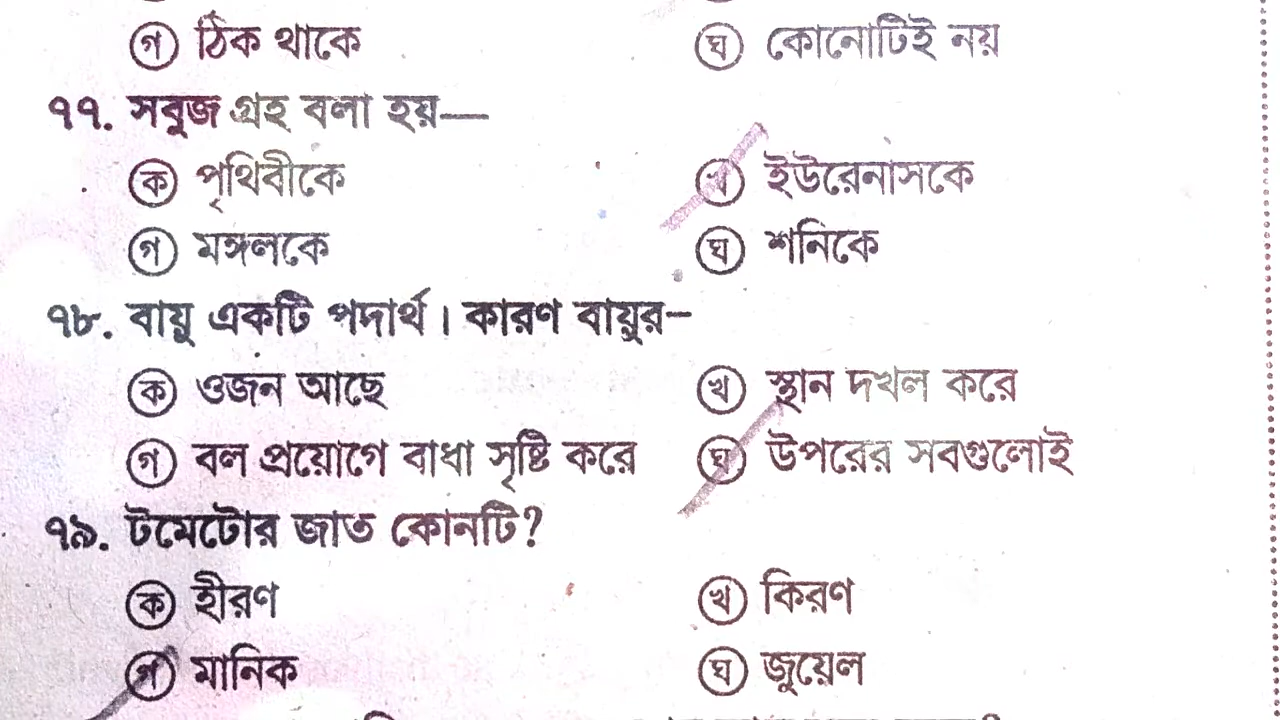 গ ঠিক থাকে ঘ কোনোটিই নয়
৭৭. সবুজ গ্রহ বলা হয়—
ক পৃথিবীকে খ ইউরেনাসকে
গ মঙ্গলকে ঘ শনিকে
৭৮. বায়ু একটি পদার্থ। কারণ বায়ুর–
ক ওজন আছে খ স্থান দখল করে
গ বল প্রয়োগে বাধা সৃষ্টি করে ঘ উপরের সবগুলোই
৭৯. টমেটোর জাত কোনটি?
ক হীরণ খ কিরণ
গ মানিক ঘ জুয়েল